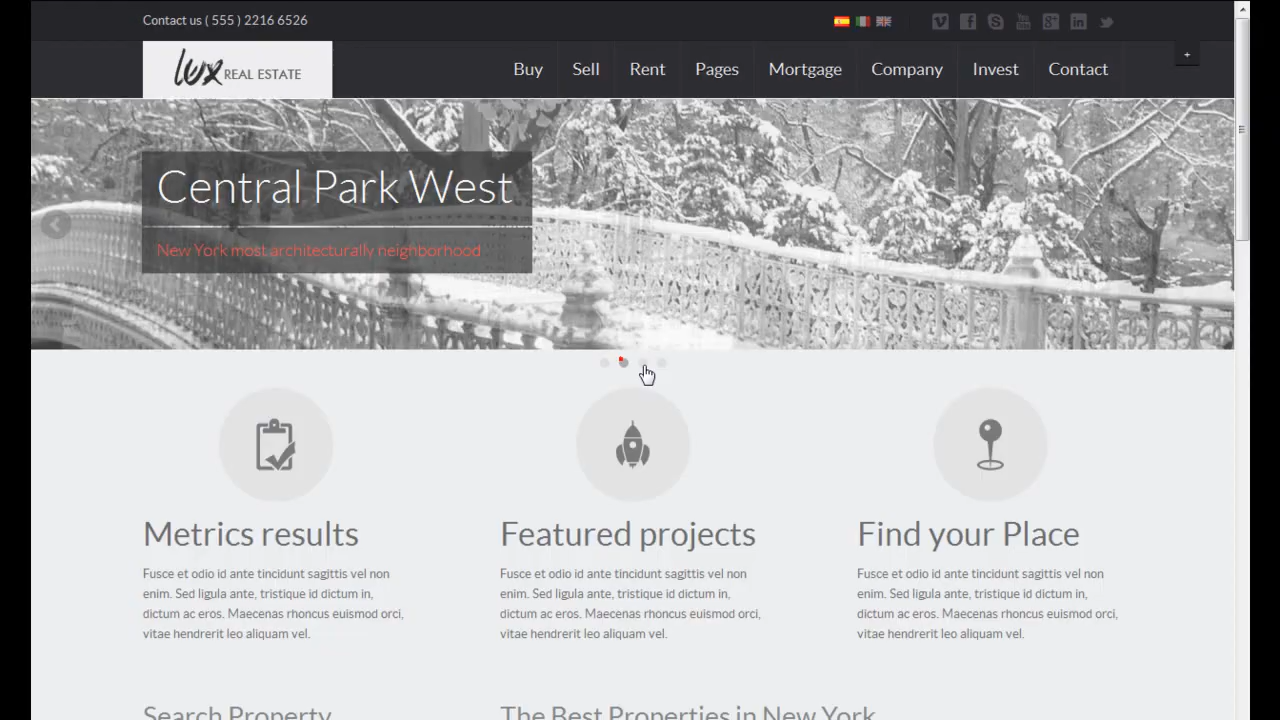 Contact us ( 555 ) 2216 6526
lux REAL ESTATE
Buy Sell Rent Pages Mortgage Company Invest Contact
+
Central Park West
New York most architecturally neighborhood
Metrics results
Fusce et odio id ante tincidunt sagittis vel non
enim. Sed ligula ante, tristique id dictum in,
dictum ac eros. Maecenas rhoncus euismod orci,
vitae hendrerit leo aliquam vel.
Featured projects
Fusce et odio id ante tincidunt sagittis vel non
enim. Sed ligula ante, tristique id dictum in,
dictum ac eros. Maecenas rhoncus euismod orci,
vitae hendrerit leo aliquam vel.
Find your Place
Fusce et odio id ante tincidunt sagittis vel non
enim. Sed ligula ante, tristique id dictum in,
dictum ac eros. Maecenas rhoncus euismod orci,
vitae hendrerit leo aliquam vel.
Search Property
The Best Properties in New York